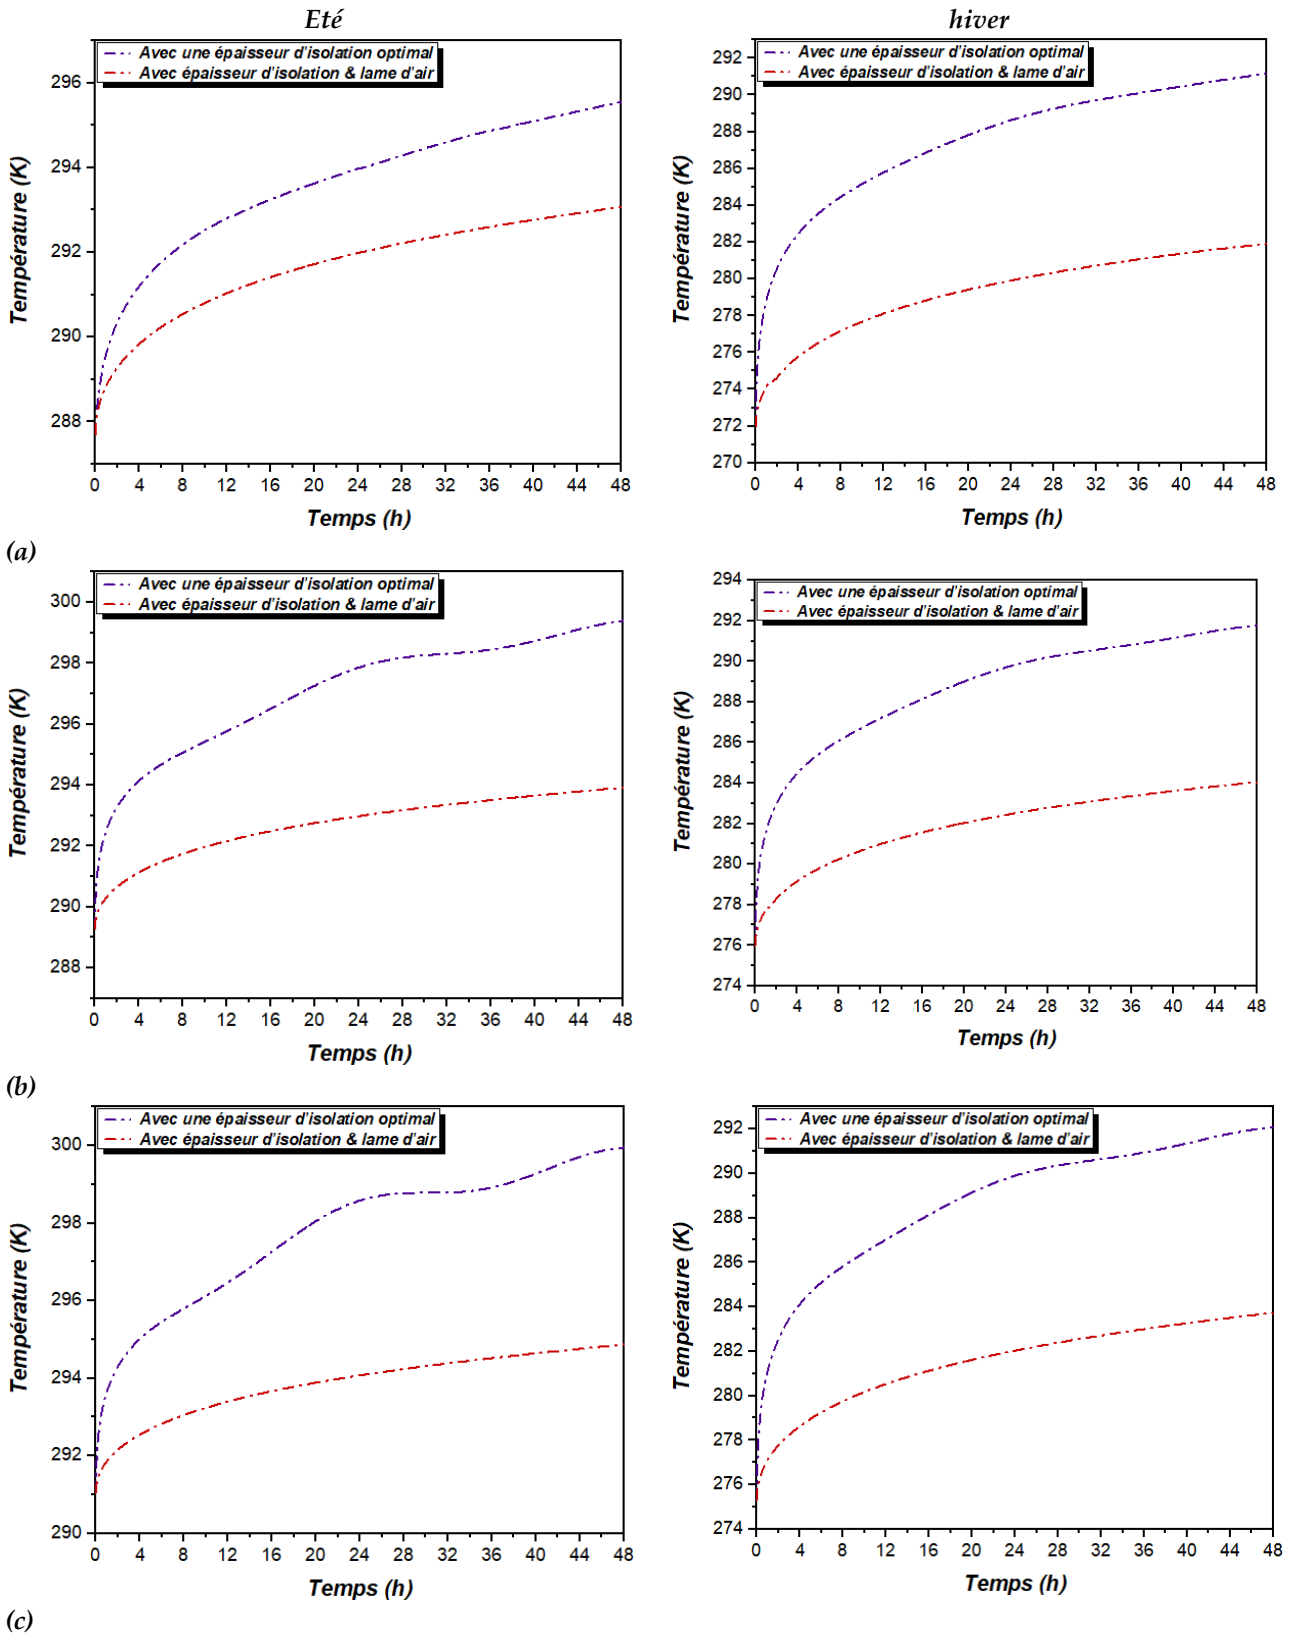 Eté
hiver
Avec une épaisseur d'isolation optimal
Avec épaisseur d'isolation & lame d'air
296
294
292
290
288
Température (K)
0 4 8 12 16 20 24 28 32 36 40 44 48
Temps (h)
Avec une épaisseur d'isolation optimal
Avec épaisseur d'isolation & lame d'air
292
290
288
286
284
282
280
278
276
274
272
270
Température (K)
0 4 8 12 16 20 24 28 32 36 40 44 48
Temps (h)
(a)
Avec une épaisseur d'isolation optimal
Avec épaisseur d'isolation & lame d'air
300
298
296
294
292
290
288
Température (K)
0 4 8 12 16 20 24 28 32 36 40 44 48
Temps (h)
Avec une épaisseur d'isolation optimal
Avec épaisseur d'isolation & lame d'air
294
292
290
288
286
284
282
280
278
276
274
Température (K)
0 4 8 12 16 20 24 28 32 36 40 44 48
Temps (h)
(b)
Avec une épaisseur d'isolation optimal
Avec épaisseur d'isolation & lame d'air
300
298
296
294
292
290
Température (K)
0 4 8 12 16 20 24 28 32 36 40 44 48
Temps (h)
Avec une épaisseur d'isolation optimal
Avec épaisseur d'isolation & lame d'air
292
290
288
286
284
282
280
278
276
274
Température (K)
0 4 8 12 16 20 24 28 32 36 40 44 48
Temps (h)
(c)